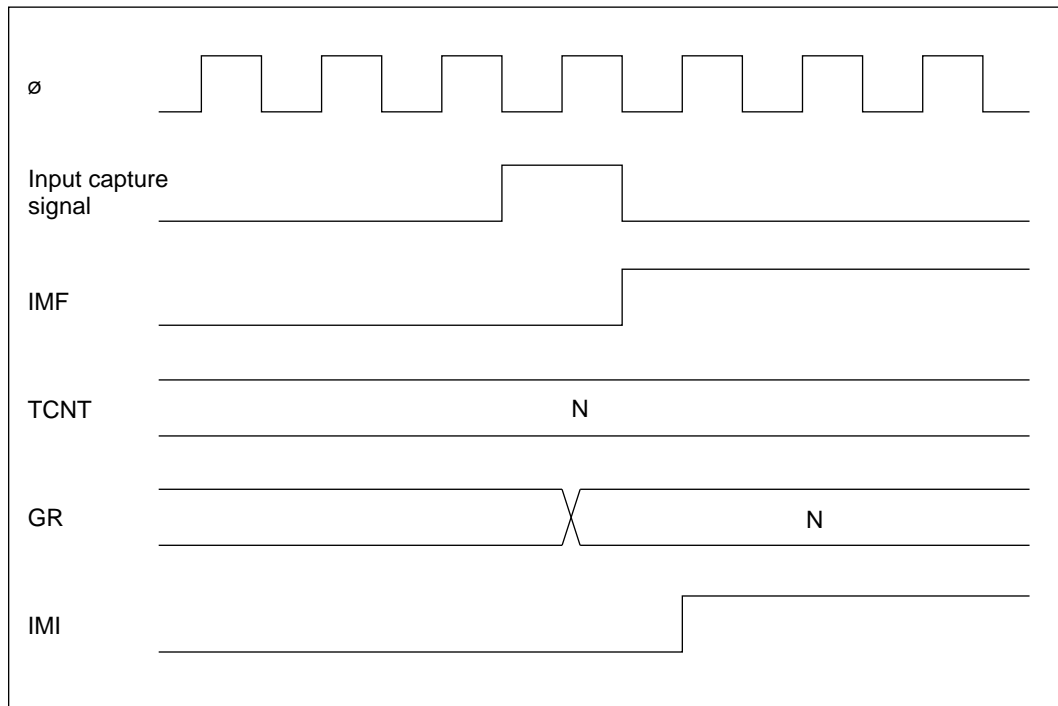 ø
Input capture
signal
IMF
TCNT
N
GR
N
IMI